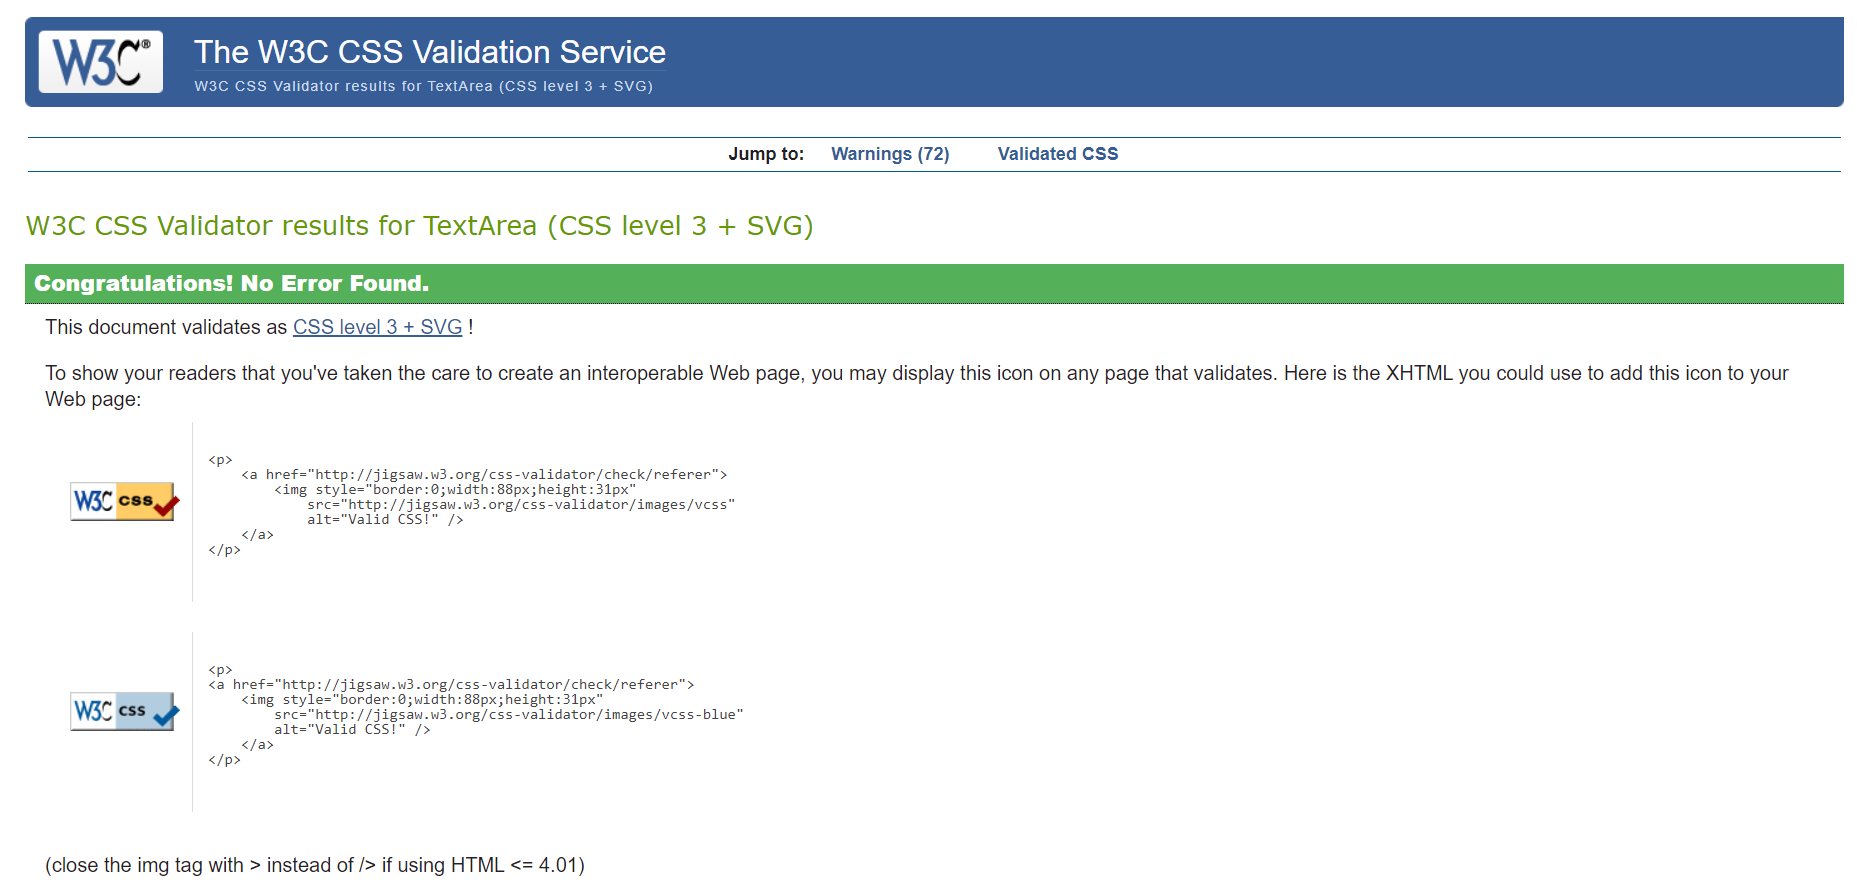 W3C®
The W3C CSS Validation Service
W3C CSS Validator results for TextArea (CSS level 3 + SVG)
Jump to: Warnings (72) Validated CSS
W3C CSS Validator results for TextArea (CSS level 3 + SVG)
Congratulations! No Error Found.
This document validates as CSS level 3 + SVG !
To show your readers that you've taken the care to create an interoperable Web page, you may display this icon on any page that validates. Here is the XHTML you could use to add this icon to your
Web page:
W3C css
<p>
<a href="http://jigsaw.w3.org/css-validator/check/referer">
<img style="border:0;width:88px;height:31px"
src="http://jigsaw.w3.org/css-validator/images/vcss"
alt="Valid CSS!" />
</a>
</p>
W3C css
<p>
<a href="http://jigsaw.w3.org/css-validator/check/referer">
<img style="border:0;width:88px;height:31px"
src="http://jigsaw.w3.org/css-validator/images/vcss-blue"
alt="Valid CSS!" />
</a>
</p>
(close the img tag with > instead of /> if using HTML <= 4.01)